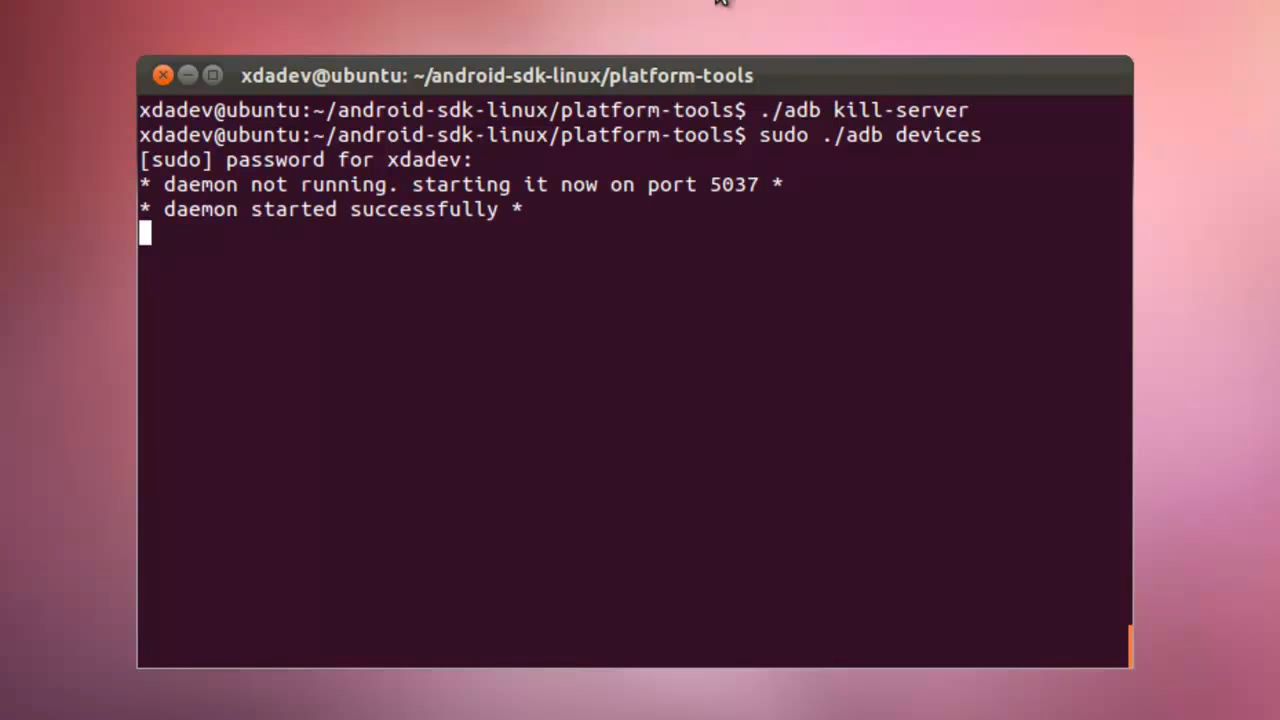 xdadev@ubuntu: ~/android-sdk-linux/platform-tools
xdadev@ubuntu:~/android-sdk-linux/platform-tools$ ./adb kill-server
xdadev@ubuntu:~/android-sdk-linux/platform-tools$ sudo ./adb devices
[sudo] password for xdadev:
* daemon not running. starting it now on port 5037 *
* daemon started successfully *